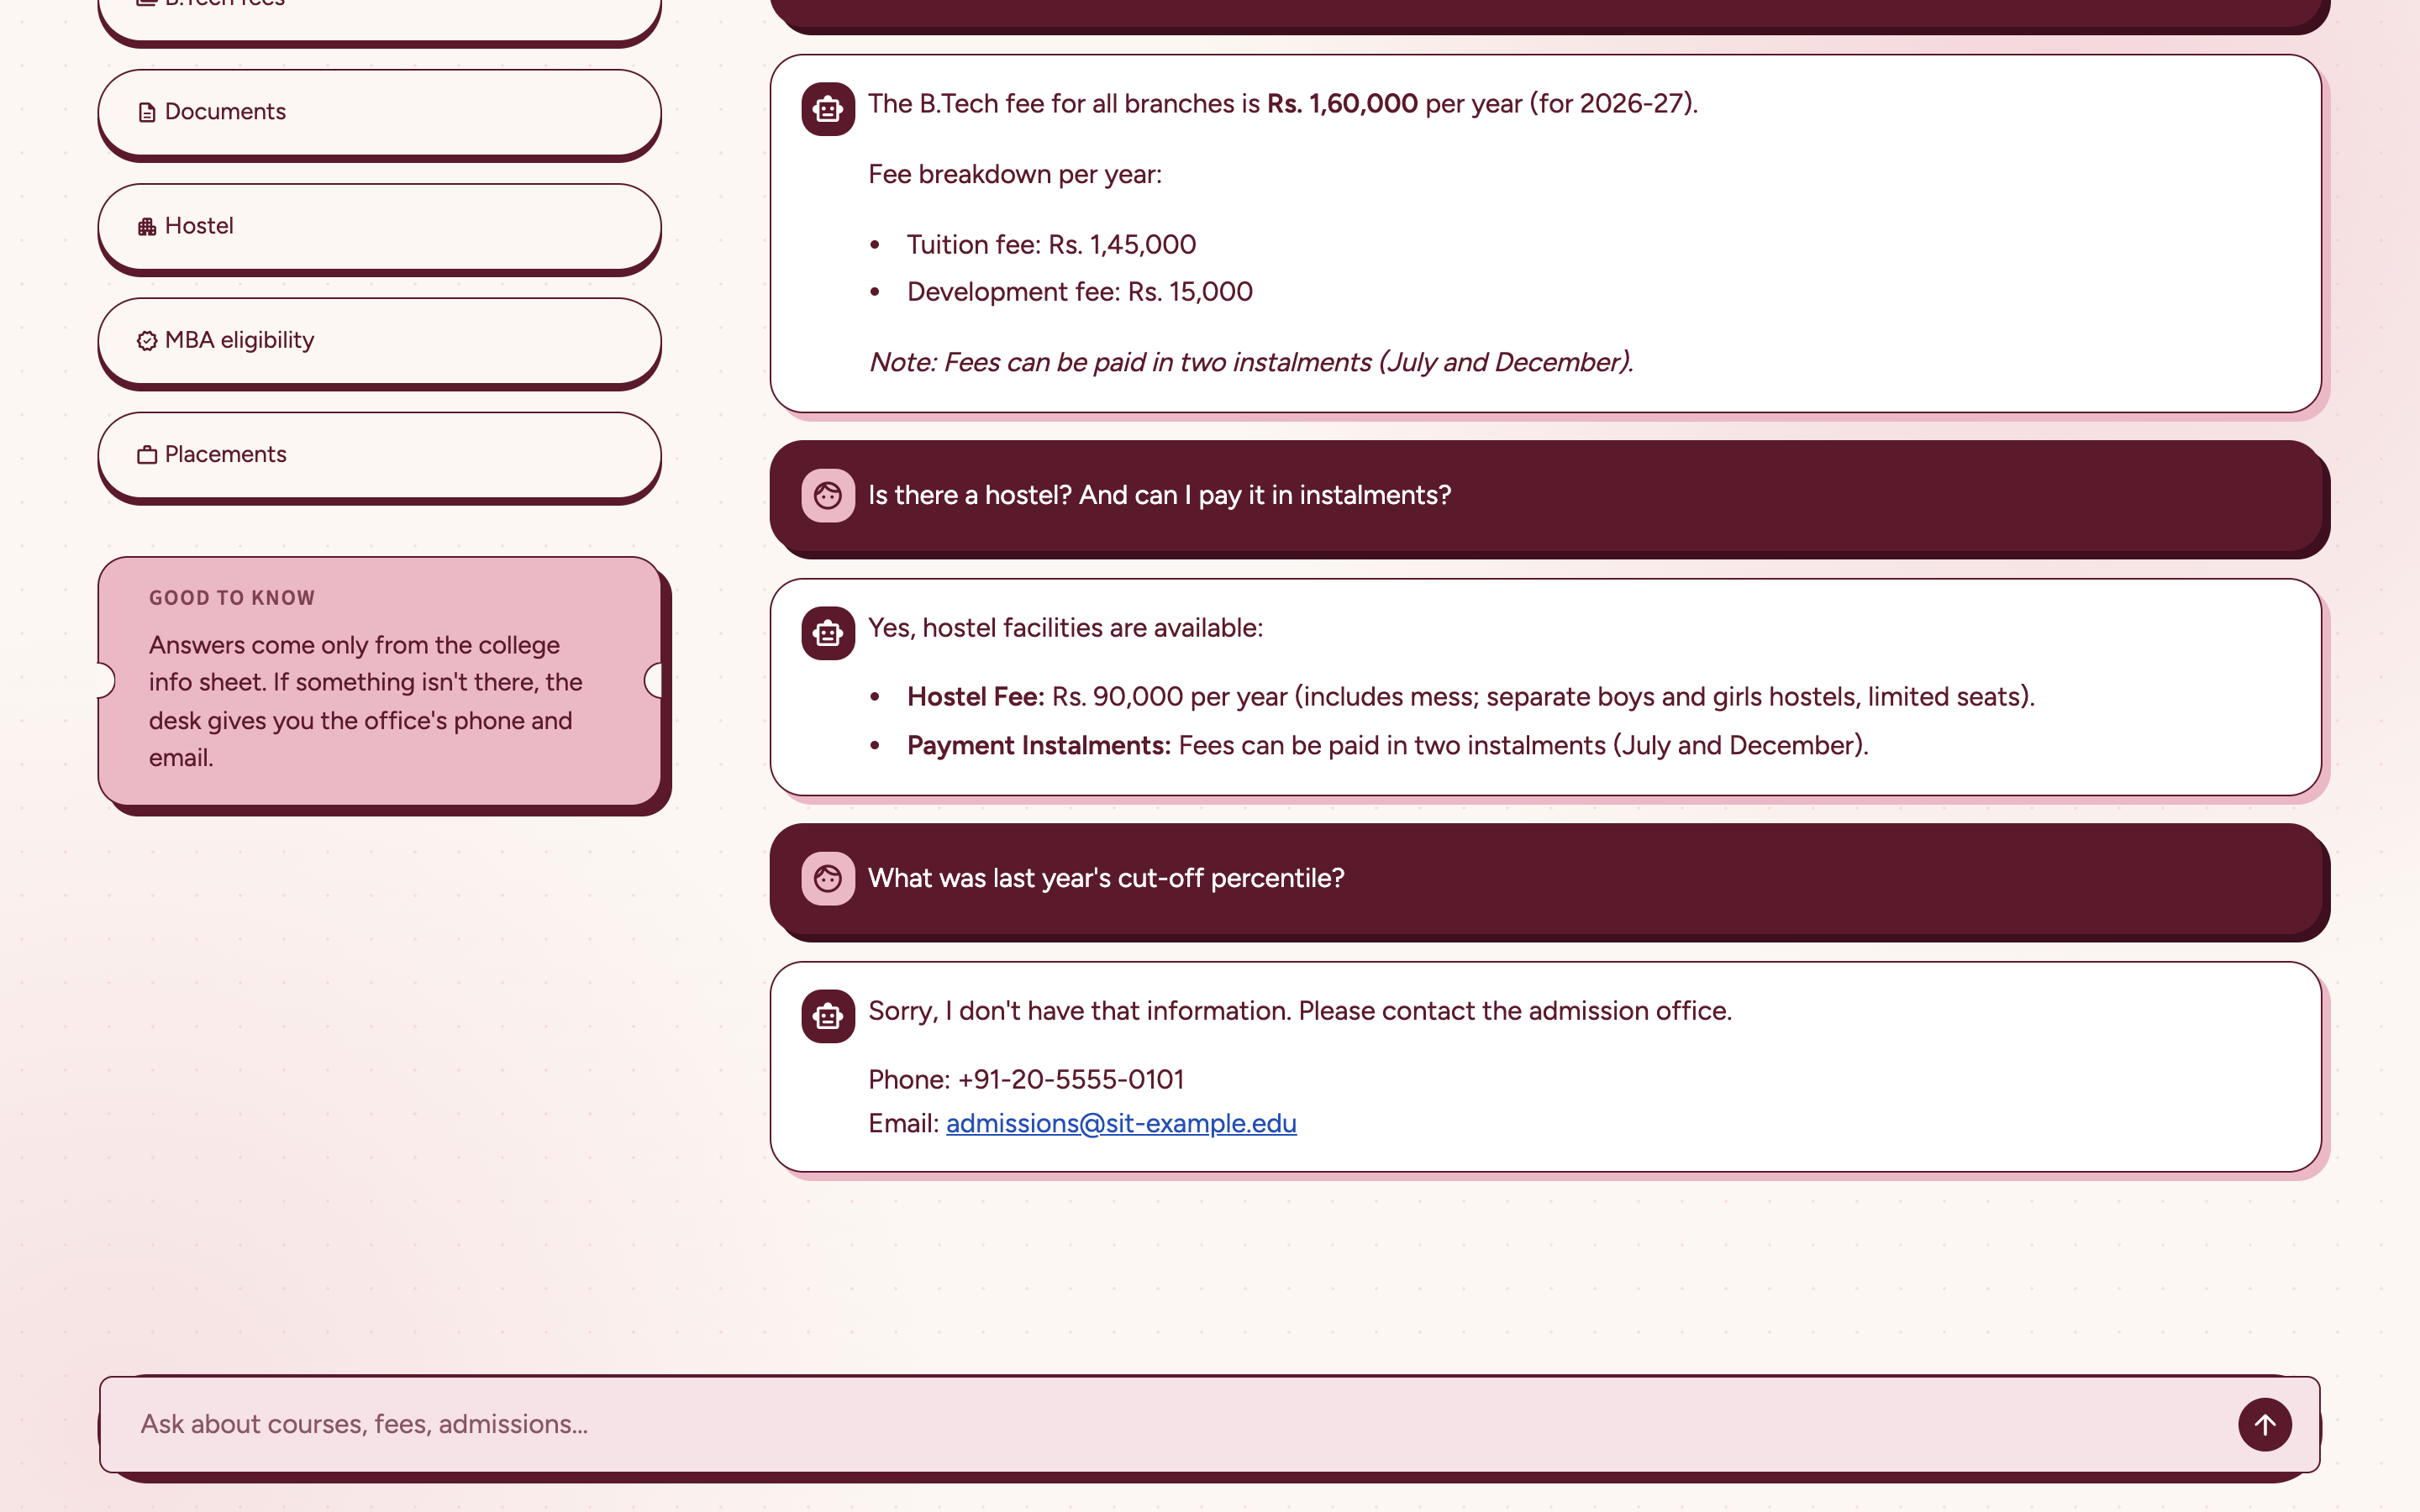 B.Tech fees
Documents
Hostel
MBA eligibility
Placements
GOOD TO KNOW
Answers come only from the college
info sheet. If something isn't there, the
desk gives you the office's phone and
email.
The B.Tech fee for all branches is Rs. 1,60,000 per year (for 2026-27).
Fee breakdown per year:
• Tuition fee: Rs. 1,45,000
• Development fee: Rs. 15,000
Note: Fees can be paid in two instalments (July and December).
Is there a hostel? And can I pay it in instalments?
Yes, hostel facilities are available:
• Hostel Fee: Rs. 90,000 per year (includes mess; separate boys and girls hostels, limited seats).
• Payment Instalments: Fees can be paid in two instalments (July and December).
What was last year's cut-off percentile?
Sorry, I don't have that information. Please contact the admission office.
Phone: +91-20-5555-0101
Email: admissions@sit-example.edu
Ask about courses, fees, admissions...